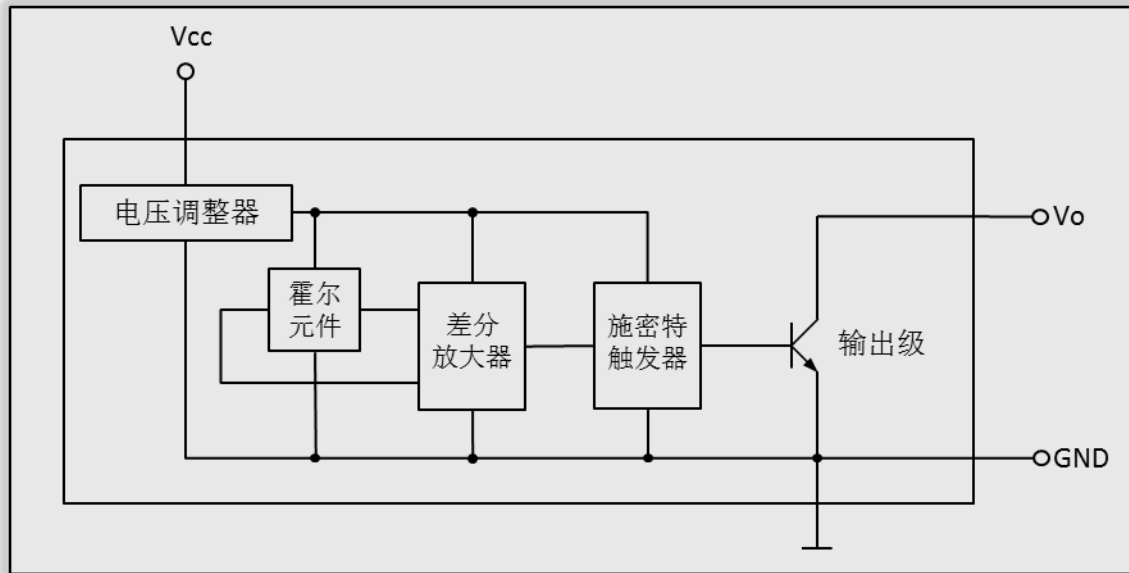 Vcc
电压调整器
Vo
霍尔
元件
差分
放大器
施密特
触发器
输出级
GND